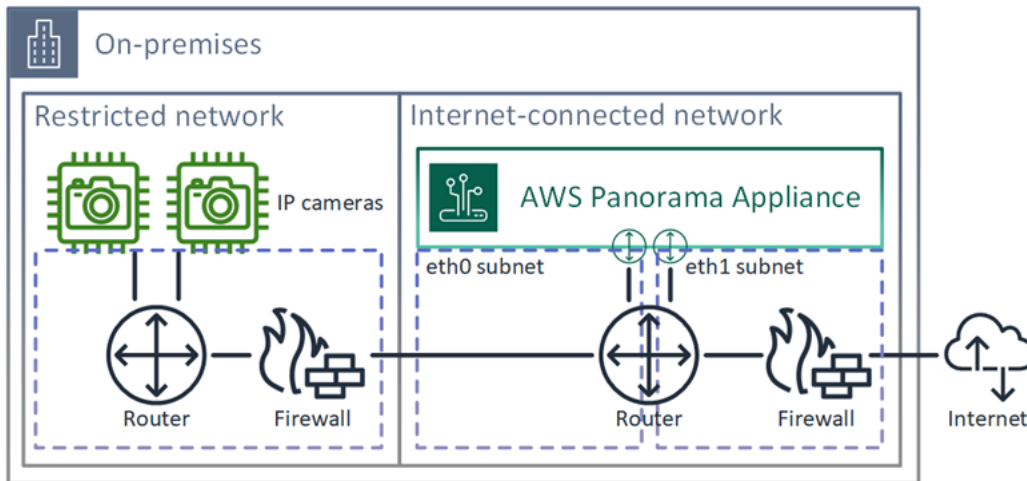 On-premises
Restricted network
Internet-connected network
IP cameras
AWS Panorama Appliance
eth0 subnet
eth1 subnet
Router
Firewall
Router
Firewall
Internet